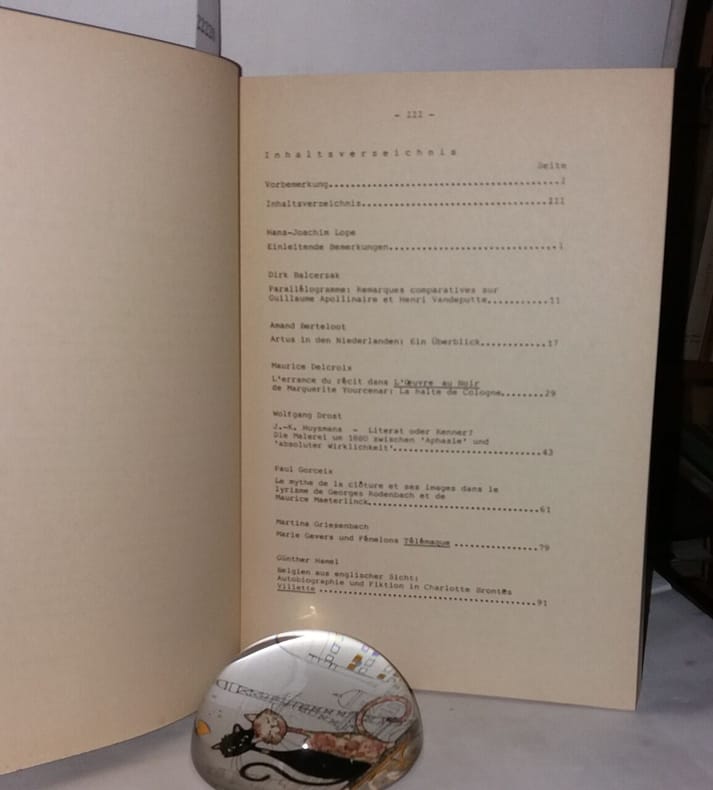 - III -
I n h a l t s v e r z e i c h n i s
Seite
Vorbemerkung............................................I
Inhaltsverzeichnis....................................III
Hans-Joachim Lope
Einleitende Bemerkungen.................................1
Dirk Balcerzak
Parallélogramme: Remarques comparatives sur
Guillaume Apollinaire et Henri Vandeputte............11
Amand Berteloot
Artus in den Niederlanden: Ein Überblick.............17
Maurice Delcroix
L'errance du récit dans L'Œuvre au Noir
de Marguerite Yourcenar: La halte de Cologne........29
Wolfgang Drost
J.-K. Huysmans - Literat oder Kenner?
Die Malerei um 1880 zwischen 'Aphasie' und
'absoluter Wirklichkeit'.............................43
Paul Gorceix
Le mythe de la clôture et ses images dans le
lyrisme de Georges Rodenbach et de
Maurice Maeterlinck..................................61
Martina Griesenbach
Marie Gevers und Fénelons Télémaque .................79
Günther Hamel
Belgien aus englischer Sicht:
Autobiographie und Fiktion in Charlotte Brontës
Villette ............................................91